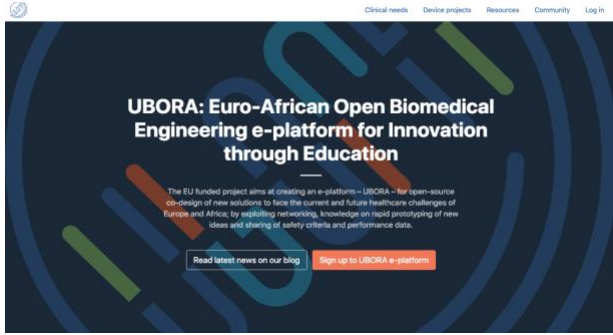 Clinical needs Device projects Resources Community Log in
UBORA: Euro-African Open Biomedical
Engineering e-platform for Innovation
through Education
The EU funded project aims at creating an e-platform – UBORA – for open-source
co-design of new solutions to face the current and future healthcare challenges of
Europe and Africa; by exploiting networking, knowledge on rapid prototyping of new
ideas and sharing of safety criteria and performance data.
Read latest news on our blog Sign up to UBORA e-platform